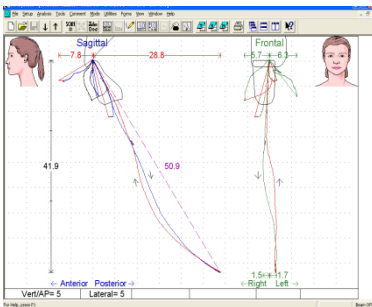 File Setup Analysis Tools Comment Mode Utilities Forms View Window Help
Sagittal
Frontal
7.8
28.8
5.7
6.3
41.9
50.9
1.5
1.7
← Anterior Posterior →
← Right Left →
Vert/AP= 5
Lateral= 5
For Help, press F1